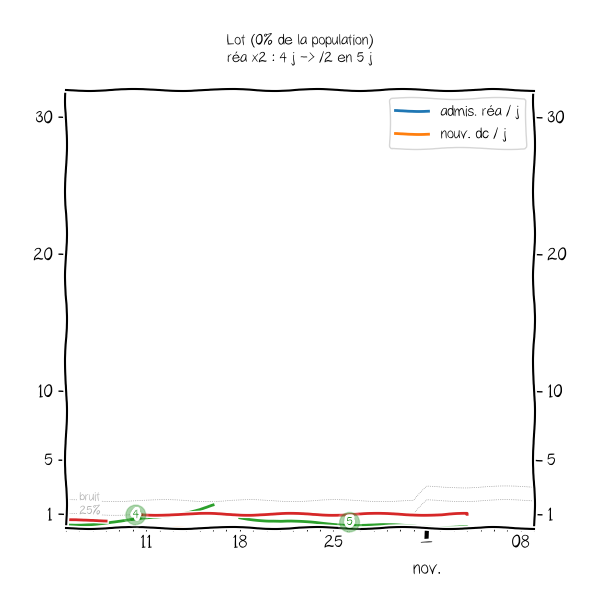 Lot (0% de la population)
réa x2 : 4 j -> /2 en 5 j
admis. réa / j
nouv. dc / j
30
30
20
20
10
10
5
5
bruit
25%
1
1
4
5
11
18
25
08
nov.